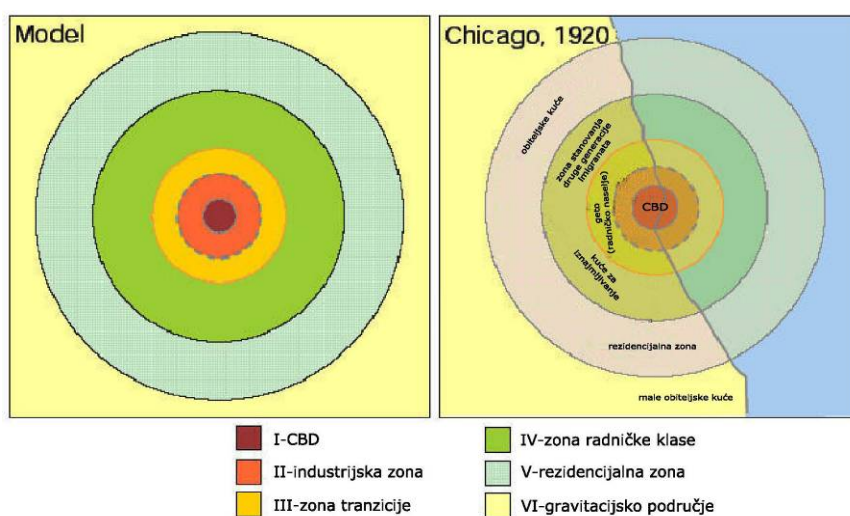 Model
Chicago, 1920
obiteljske kuće
zona stanovanja
druge generacije
imigranata
geto
(radničko naselje)
CBD
kuće za
iznajmljivanje
rezidencijalna zona
male obiteljske kuće
I-CBD
II-industrijska zona
III-zona tranzicije
IV-zona radničke klase
V-rezidencijalna zona
VI-gravitacijsko područje